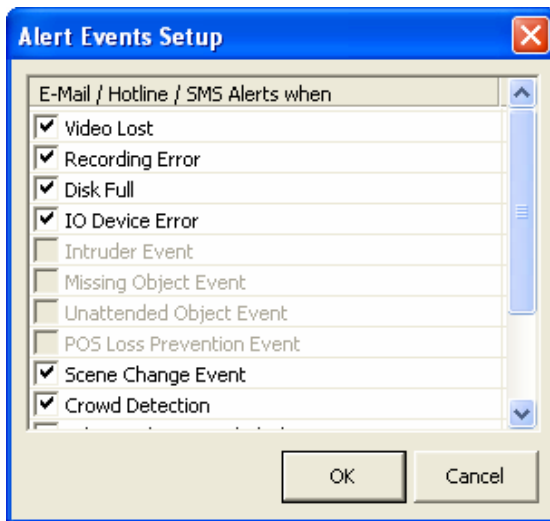 Alert Events Setup
E-Mail / Hotline / SMS Alerts when
Video Lost
Recording Error
Disk Full
IO Device Error
Intruder Event
Missing Object Event
Unattended Object Event
POS Loss Prevention Event
Scene Change Event
Crowd Detection
OK
Cancel